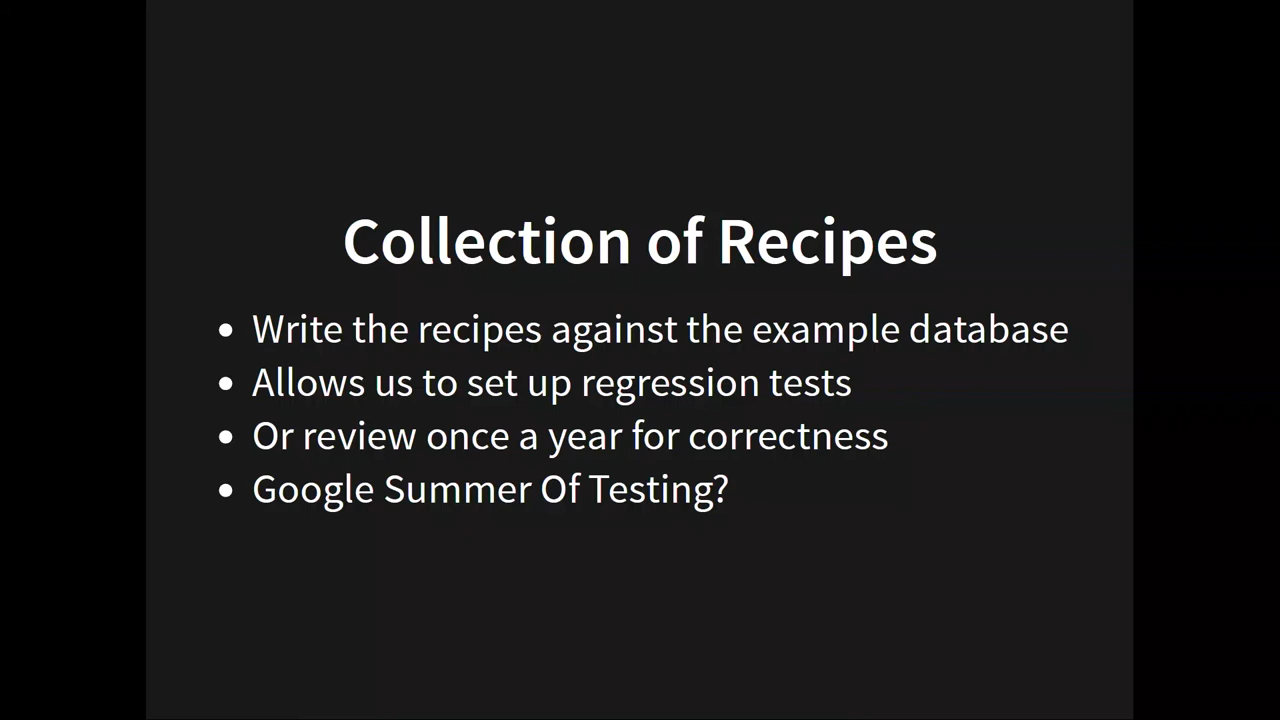 Collection of Recipes
Write the recipes against the example database
Allows us to set up regression tests
Or review once a year for correctness
Google Summer Of Testing?